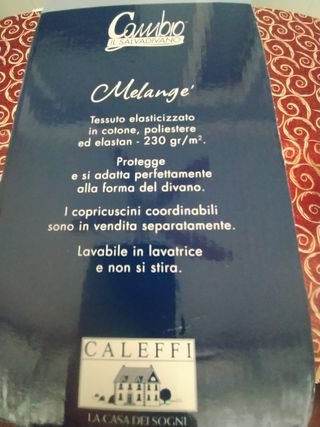 Cambio
IL SALVADIVANO
Melange'
Tessuto elasticizzato
in cotone, poliestere
ed elastan - 230 gr/m².
Protegge
e si adatta perfettamente
alla forma del divano.
I copricuscini coordinabili
sono in vendita separatamente.
Lavabile in lavatrice
e non si stira.
CALEFFI
LA CASA DEI SOGNI